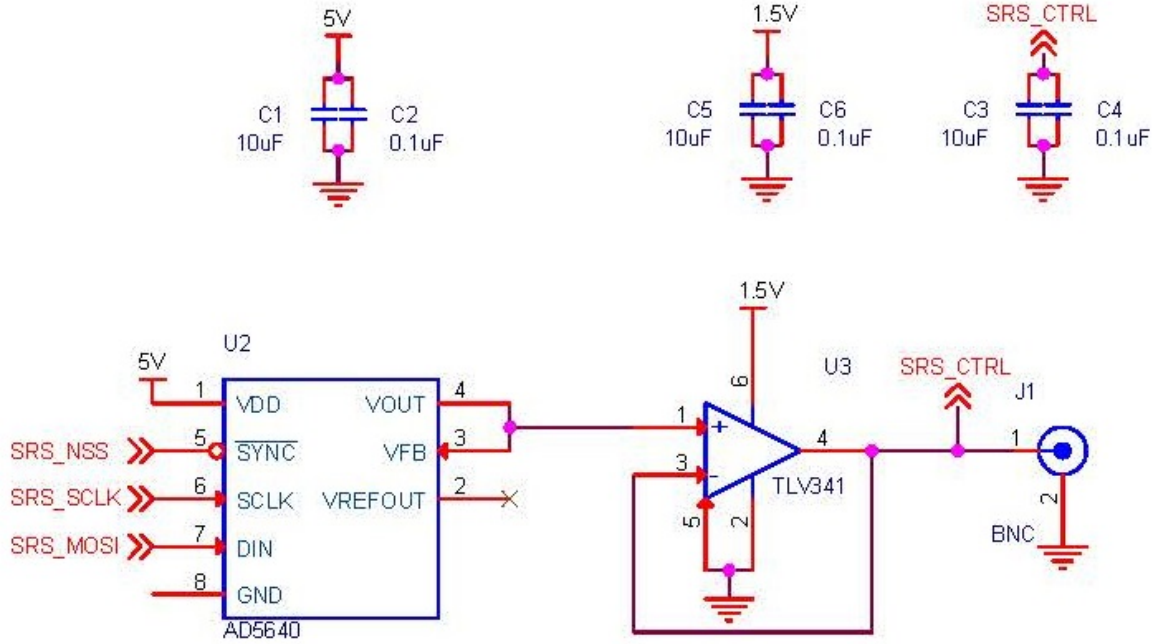 5V
1.5V
SRS_CTRL
C1
10uF
C2
0.1uF
C5
10uF
C6
0.1uF
C3
10uF
C4
0.1uF
U2
5V
1
VDD
VOUT
4
SRS_NSS
5
SYNC
VFB
3
SRS_SCLK
6
SCLK
VREFOUT
2
SRS_MOSI
7
DIN
8
GND
AD5640
1.5V
6
U3
1
+
3
-
4
TLV341
5
2
SRS_CTRL
J1
1
2
BNC